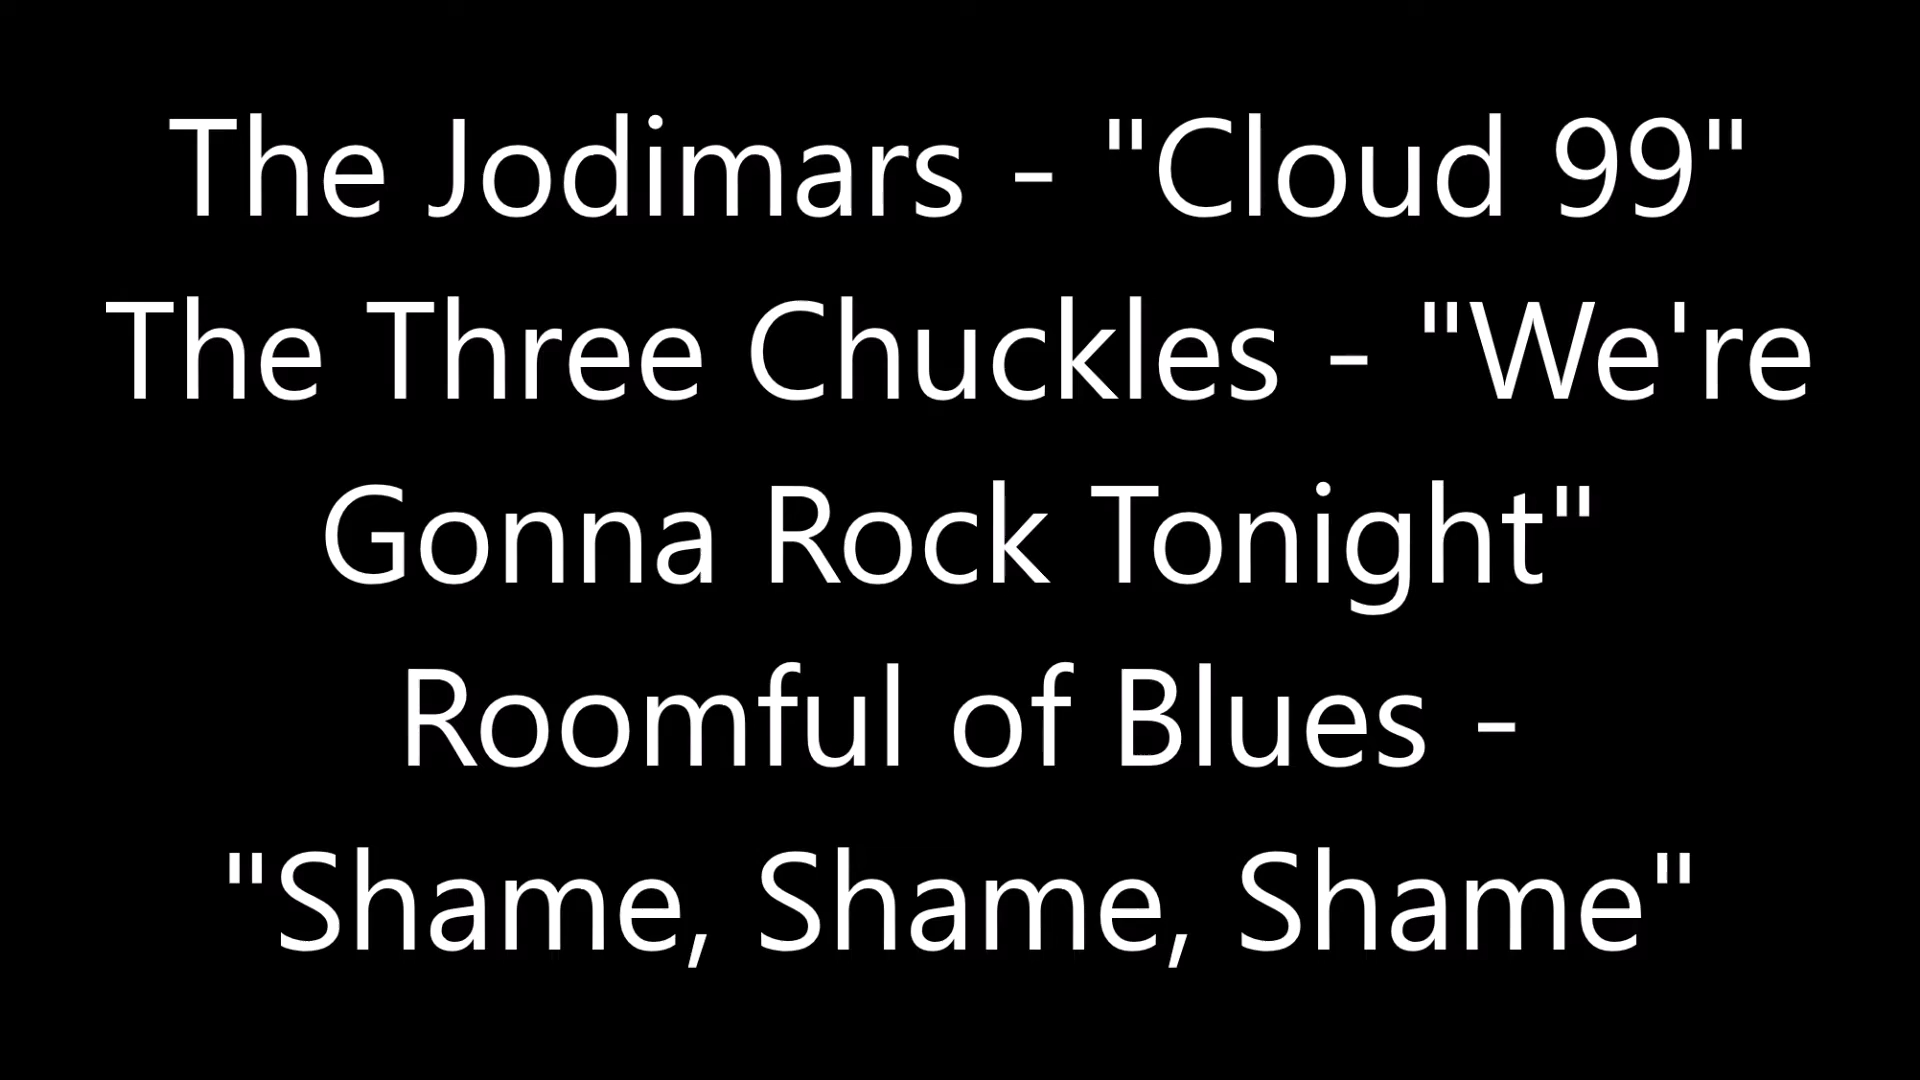 The Jodimars - "Cloud 99"
The Three Chuckles - "We're
Gonna Rock Tonight"
Roomful of Blues -
"Shame, Shame, Shame"